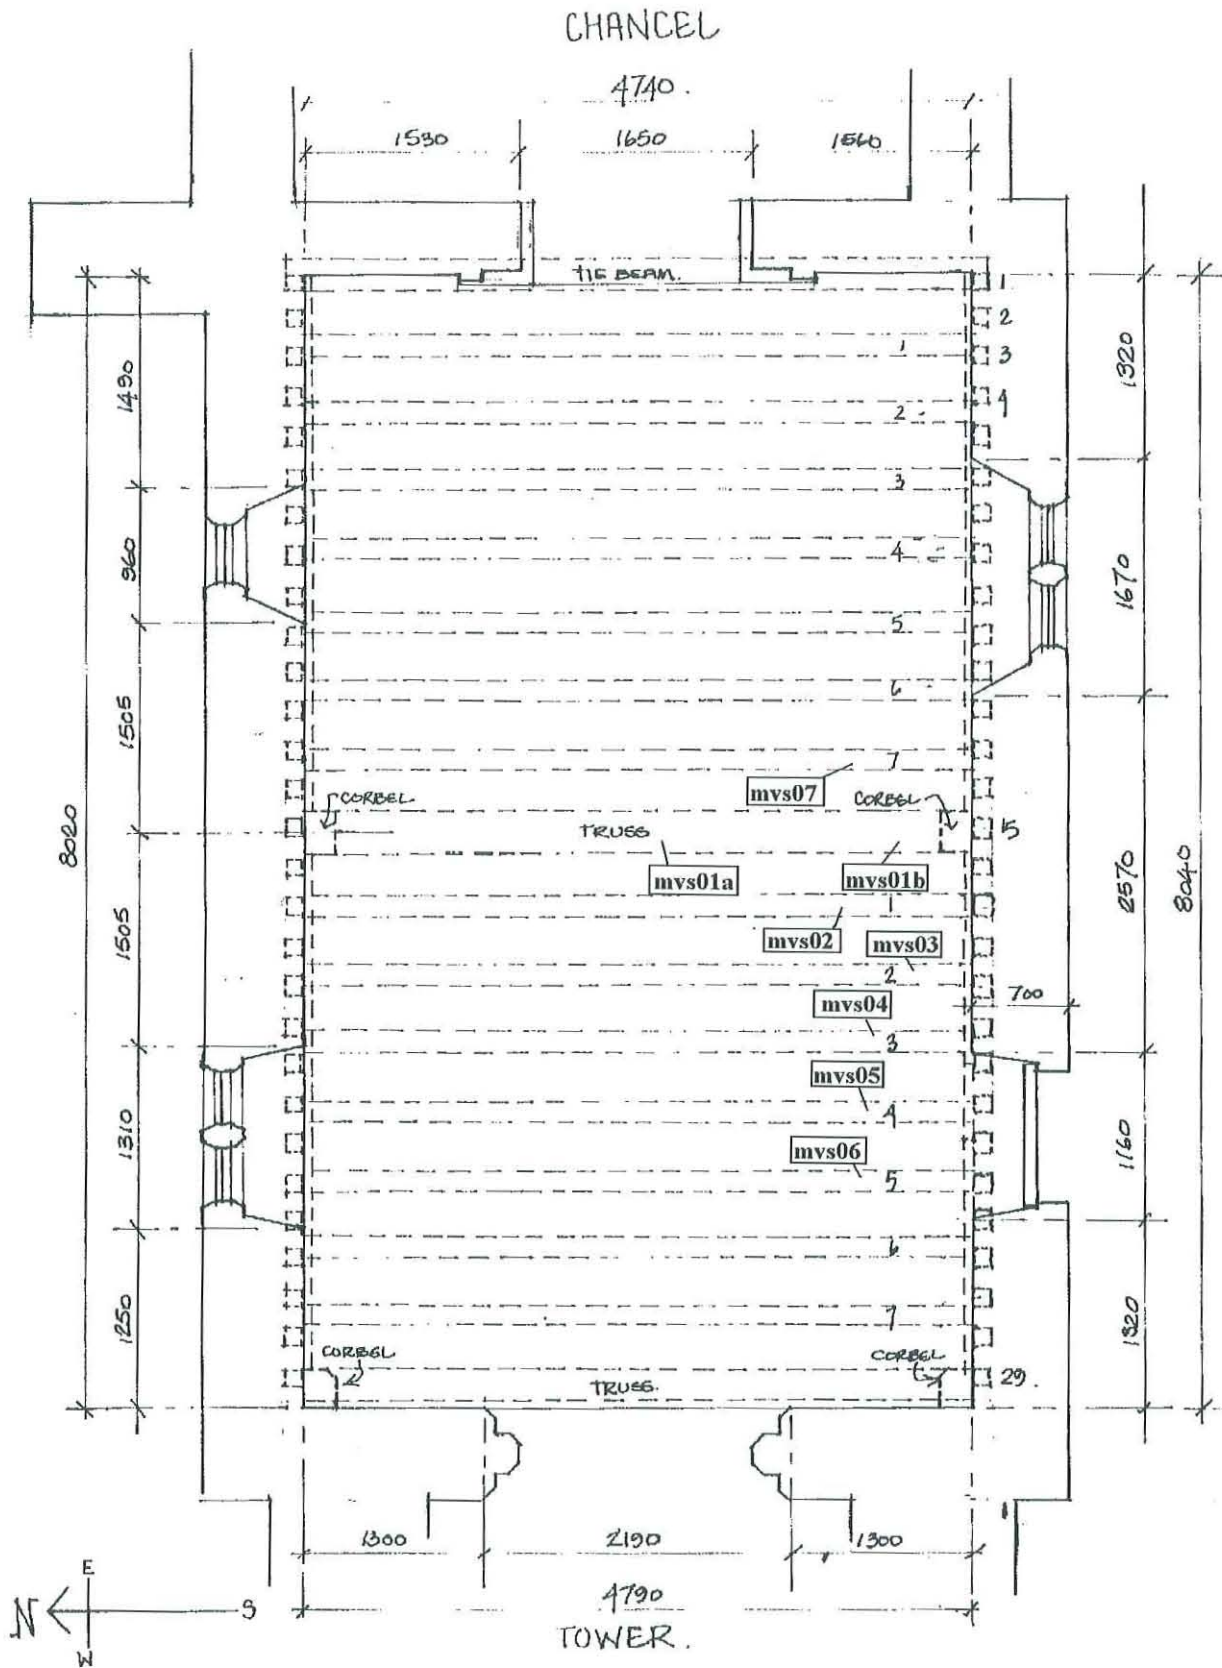 CHANCEL
4740.
1530 1650 1560
TIE BEAM.
1
2
1 3
4
2
3
4
5
6
7
mvs07
CORBEL CORBEL
TRUSS 15
mvs01a mvs01b
1
mvs02 mvs03
2
700
mvs04
3
mvs05
4
mvs06
5
6
7
CORBEL CORBEL
TRUSS. 29.
1490
960
1505
1505
1310
1250
8020
1320
1670
2570
1160
1320
8040
1300 2190 1300
4790
TOWER.
E
N S
W